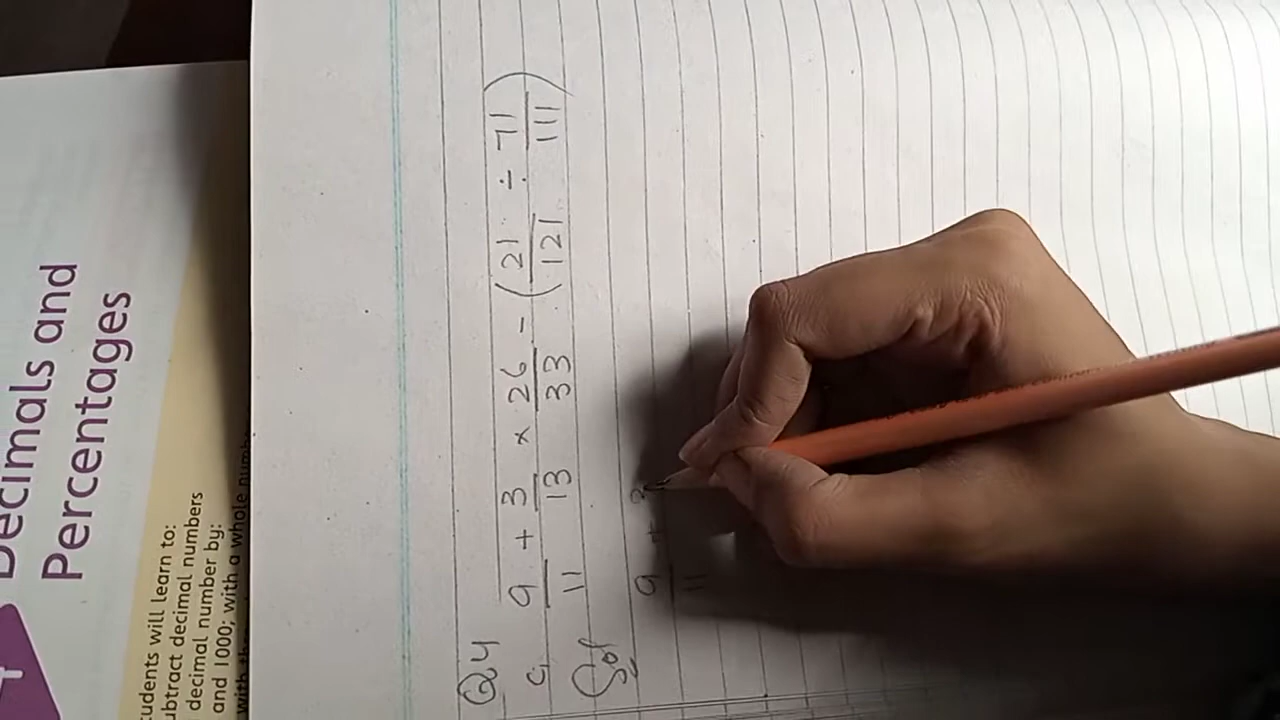 Decimals and
Percentages
students will learn to:
subtract decimal numbers
decimal number by:
and 1000; with a whole number
Q4
9/11 + 3/13 × 26/33 - (21/121 ÷ 71/111)
Sol
9/11 +